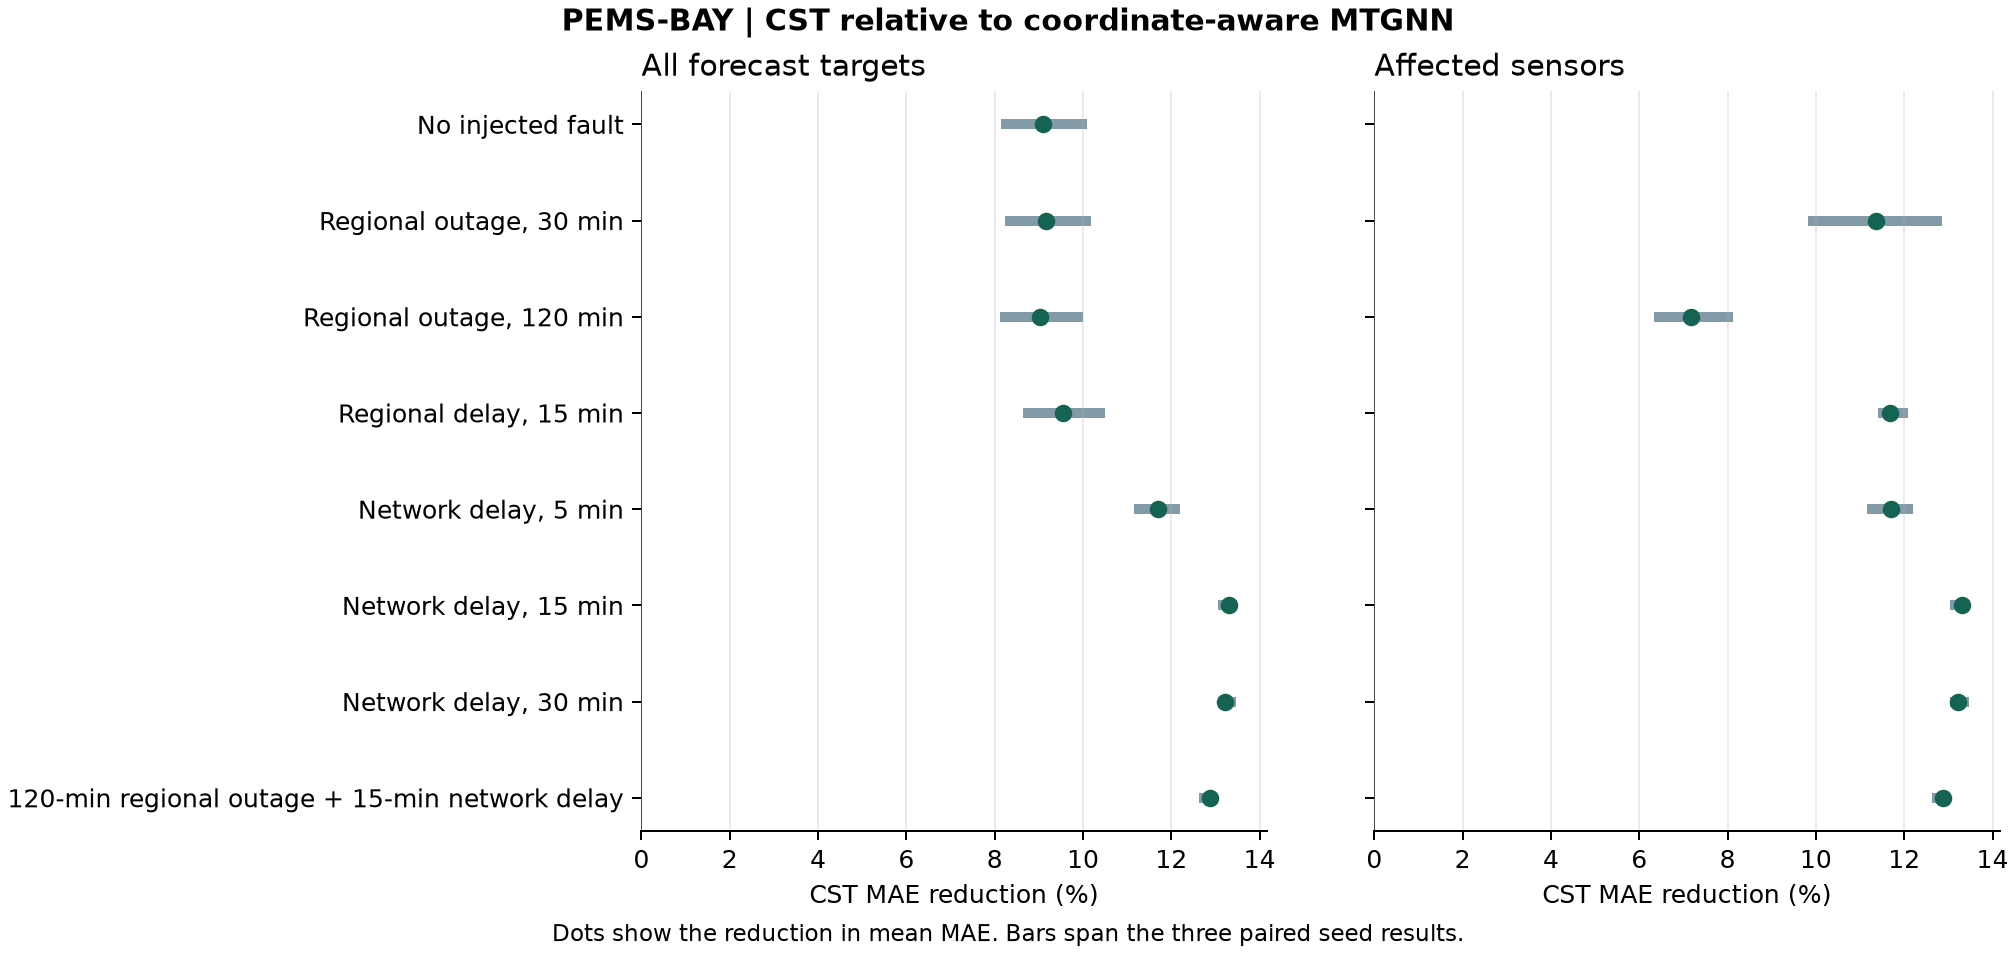 PEMS-BAY | CST relative to coordinate-aware MTGNN
All forecast targets
Affected sensors
No injected fault
Regional outage, 30 min
Regional outage, 120 min
Regional delay, 15 min
Network delay, 5 min
Network delay, 15 min
Network delay, 30 min
120-min regional outage + 15-min network delay
0 2 4 6 8 10 12 14
0 2 4 6 8 10 12 14
CST MAE reduction (%)
CST MAE reduction (%)
Dots show the reduction in mean MAE. Bars span the three paired seed results.